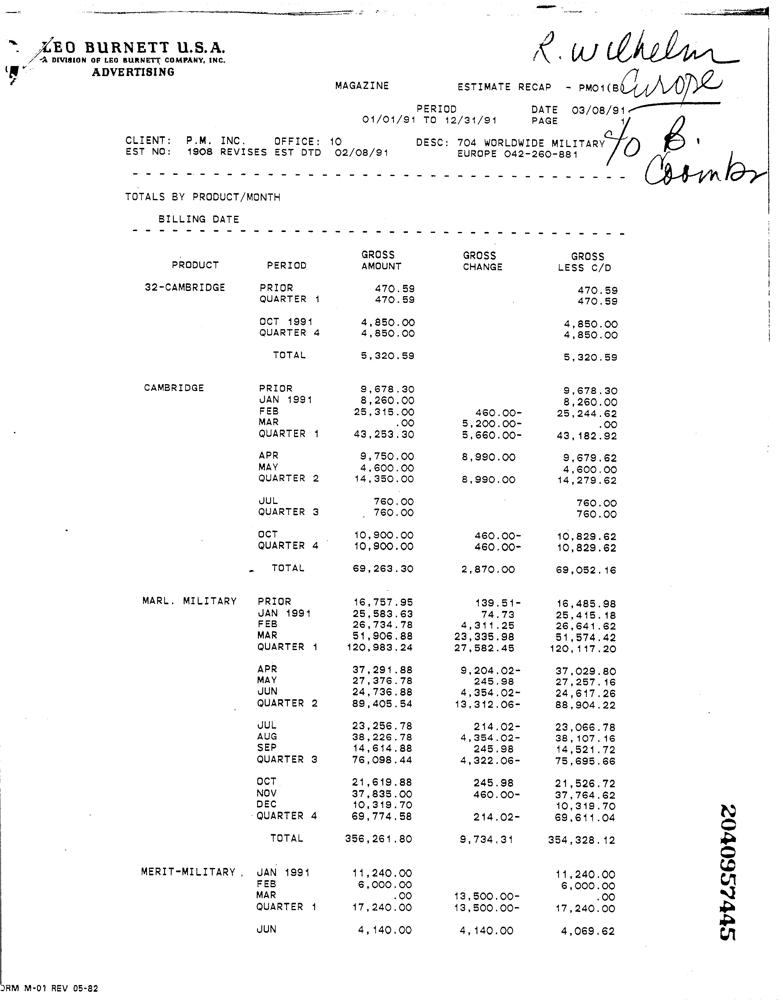 LEO BURNETT U.S.A.
A DIVISION OF LEO BURNETT COMPANY, INC.
ADVERTISING
R. Wilhelm
Europe
c/o B.
Coombs
MAGAZINE ESTIMATE RECAP - PM01(B
PERIOD DATE 03/08/91
01/01/91 TO 12/31/91 PAGE 1
CLIENT: P.M. INC. OFFICE: 10 DESC: 704 WORLDWIDE MILITARY
EST NO: 1908 REVISES EST DTD 02/08/91 EUROPE 042-260-881
TOTALS BY PRODUCT/MONTH
BILLING DATE
GROSS GROSS GROSS
PRODUCT PERIOD AMOUNT CHANGE LESS C/D
32-CAMBRIDGE PRIOR 470.59 470.59
QUARTER 1 470.59 470.59
OCT 1991 4,850.00 4,850.00
QUARTER 4 4,850.00 4,850.00
TOTAL 5,320.59 5,320.59
CAMBRIDGE PRIOR 9,678.30 9,678.30
JAN 1991 8,260.00 8,260.00
FEB 25,315.00 460.00- 25,244.62
MAR .00 5,200.00- .00
QUARTER 1 43,253.30 5,660.00- 43,182.92
APR 9,750.00 8,990.00 9,679.62
MAY 4,600.00 4,600.00
QUARTER 2 14,350.00 8,990.00 14,279.62
JUL 760.00 760.00
QUARTER 3 760.00 760.00
OCT 10,900.00 460.00- 10,829.62
QUARTER 4 10,900.00 460.00- 10,829.62
TOTAL 69,263.30 2,870.00 69,052.16
MARL. MILITARY PRIOR 16,757.95 139.51- 16,485.98
JAN 1991 25,583.63 74.73 25,415.18
FEB 26,734.78 4,311.25 26,641.62
MAR 51,906.88 23,335.98 51,574.42
QUARTER 1 120,983.24 27,582.45 120,117.20
APR 37,291.88 9,204.02- 37,029.80
MAY 27,376.78 245.98 27,257.16
JUN 24,736.88 4,354.02- 24,617.26
QUARTER 2 89,405.54 13,312.06- 88,904.22
JUL 23,256.78 214.02- 23,066.78
AUG 38,226.78 4,354.02- 38,107.16
SEP 14,614.88 245.98 14,521.72
QUARTER 3 76,098.44 4,322.06- 75,695.66
OCT 21,619.88 245.98 21,526.72
NOV 37,835.00 460.00- 37,764.62
DEC 10,319.70 10,319.70
QUARTER 4 69,774.58 214.02- 69,611.04
TOTAL 356,261.80 9,734.31 354,328.12
MERIT-MILITARY. JAN 1991 11,240.00 11,240.00
FEB 6,000.00 6,000.00
MAR .00 13,500.00- .00
QUARTER 1 17,240.00 13,500.00- 17,240.00
JUN 4,140.00 4,140.00 4,069.62
2040957445
ORM M-01 REV 05-82